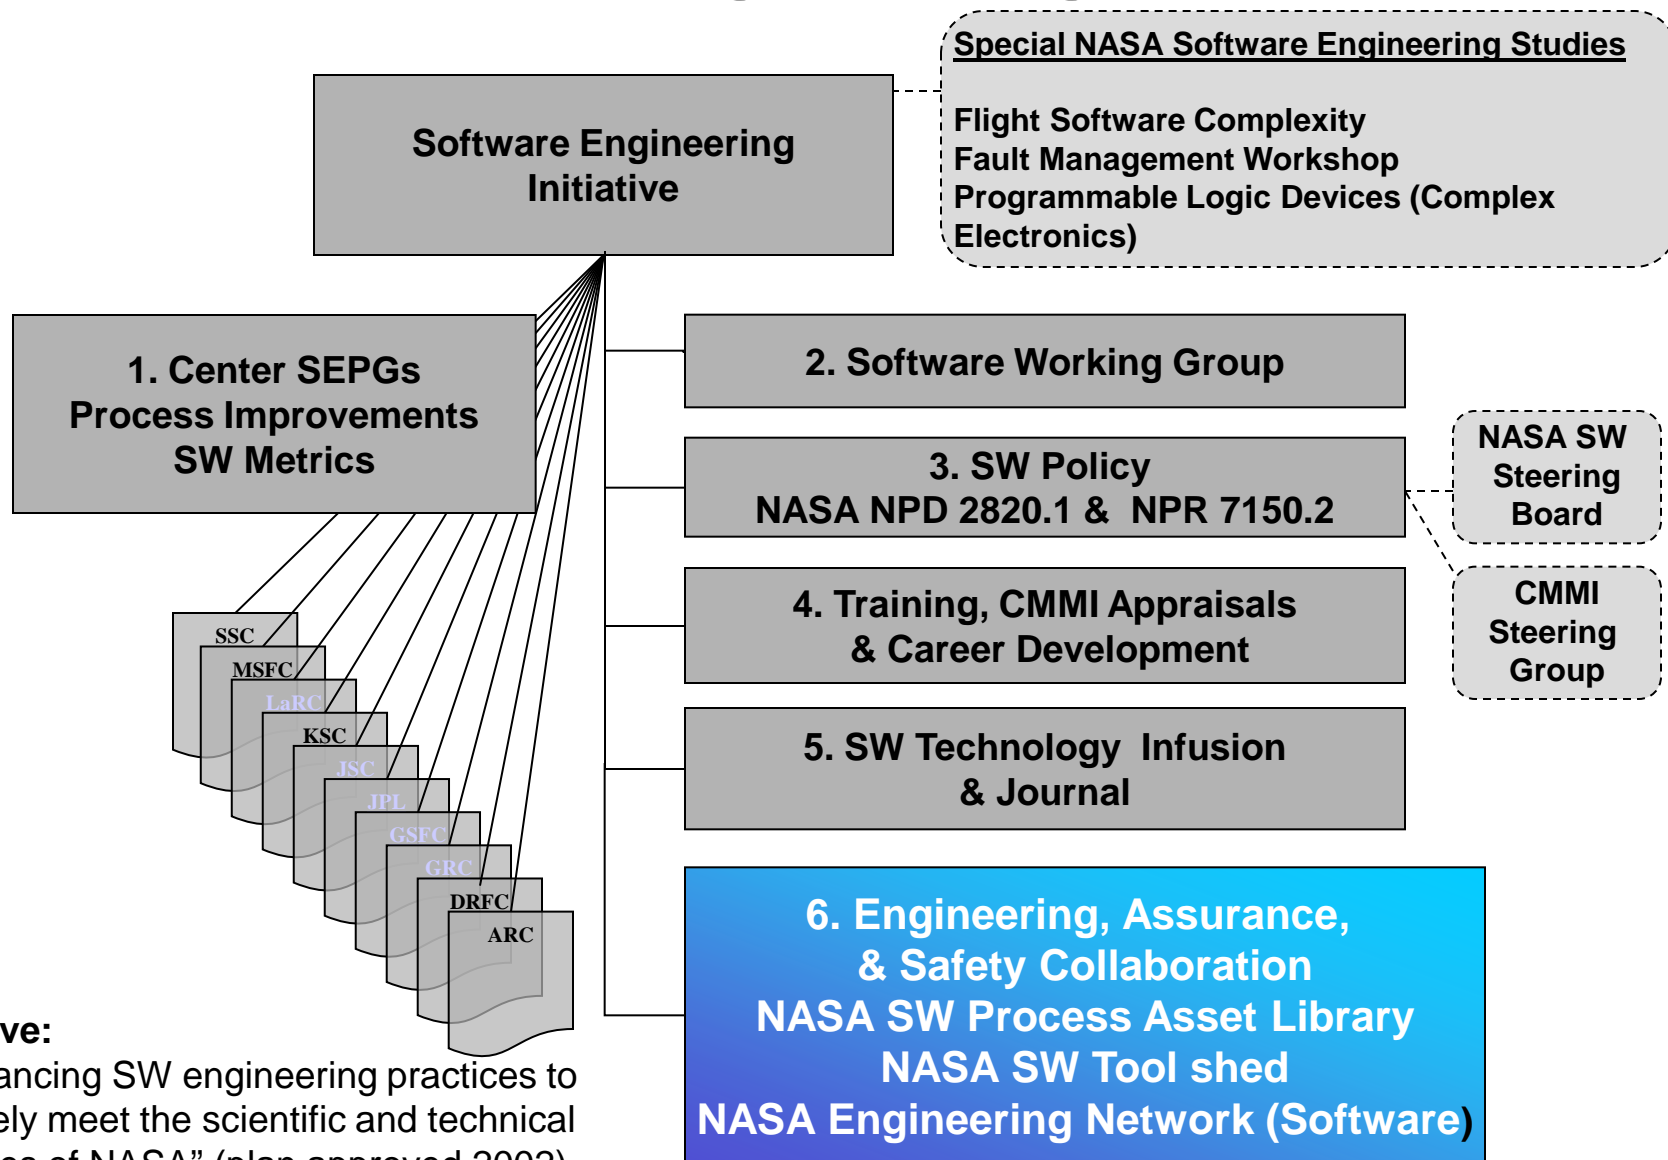 Special NASA Software Engineering Studies
Flight Software Complexity
Fault Management Workshop
Programmable Logic Devices (Complex
Electronics)
Software Engineering
Initiative
1. Center SEPGs
Process Improvements
SW Metrics
2. Software Working Group
3. SW Policy
NASA NPD 2820.1 & NPR 7150.2
NASA SW
Steering
Board
CMMI
Steering
Group
4. Training, CMMI Appraisals
& Career Development
5. SW Technology Infusion
& Journal
SSC
MSFC
LaRC
KSC
JSC
JPL
GSFC
GRC
DRFC
ARC
6. Engineering, Assurance,
& Safety Collaboration
NASA SW Process Asset Library
NASA SW Tool shed
NASA Engineering Network (Software)
ve:
ancing SW engineering practices to
ely meet the scientific and technical
of NASA" (plan approved 2002)